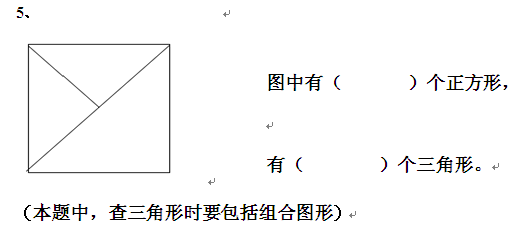 5、
图中有（　　　）个正方形，
有（　　　）个三角形。
（本题中，查三角形时要包括组合图形）